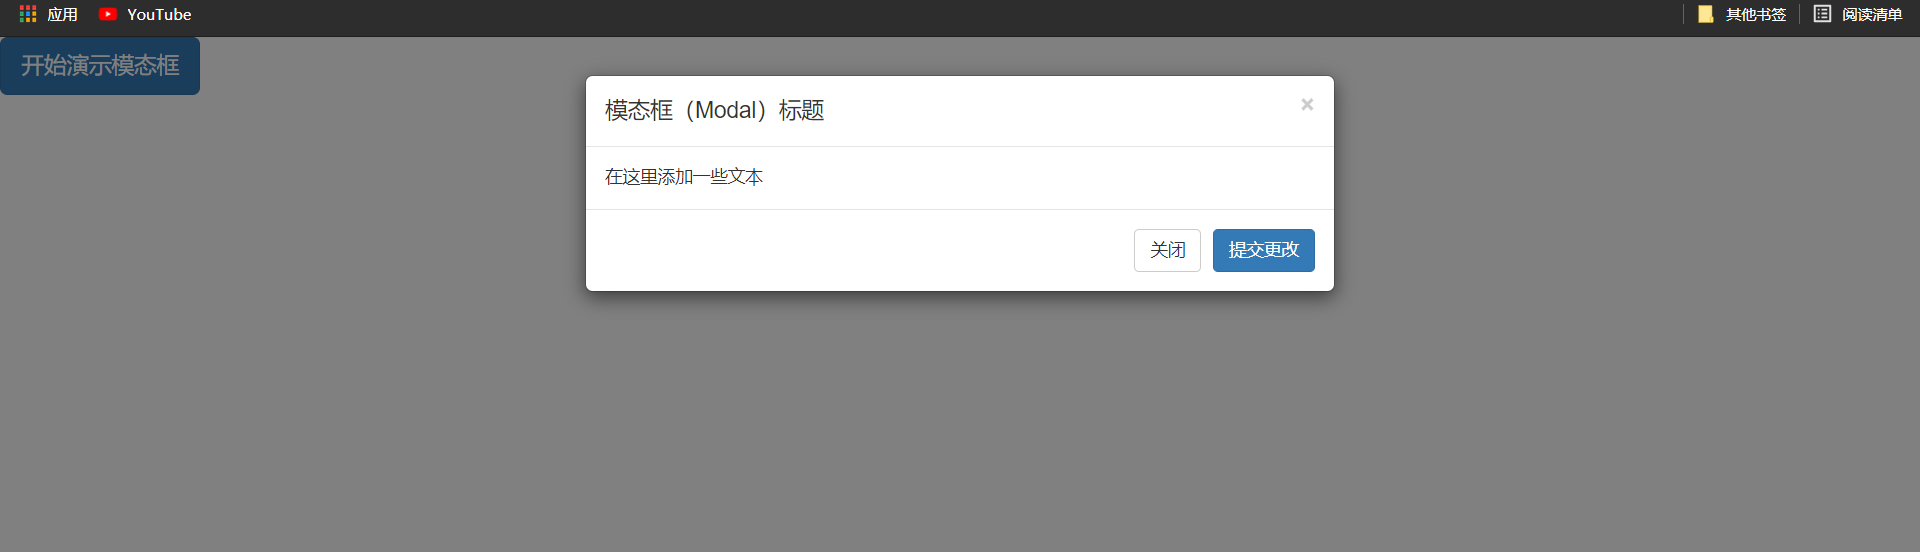 应用 YouTube 其他书签 阅读清单
开始演示模态框
模态框（Modal）标题 ×
在这里添加一些文本
关闭 提交更改